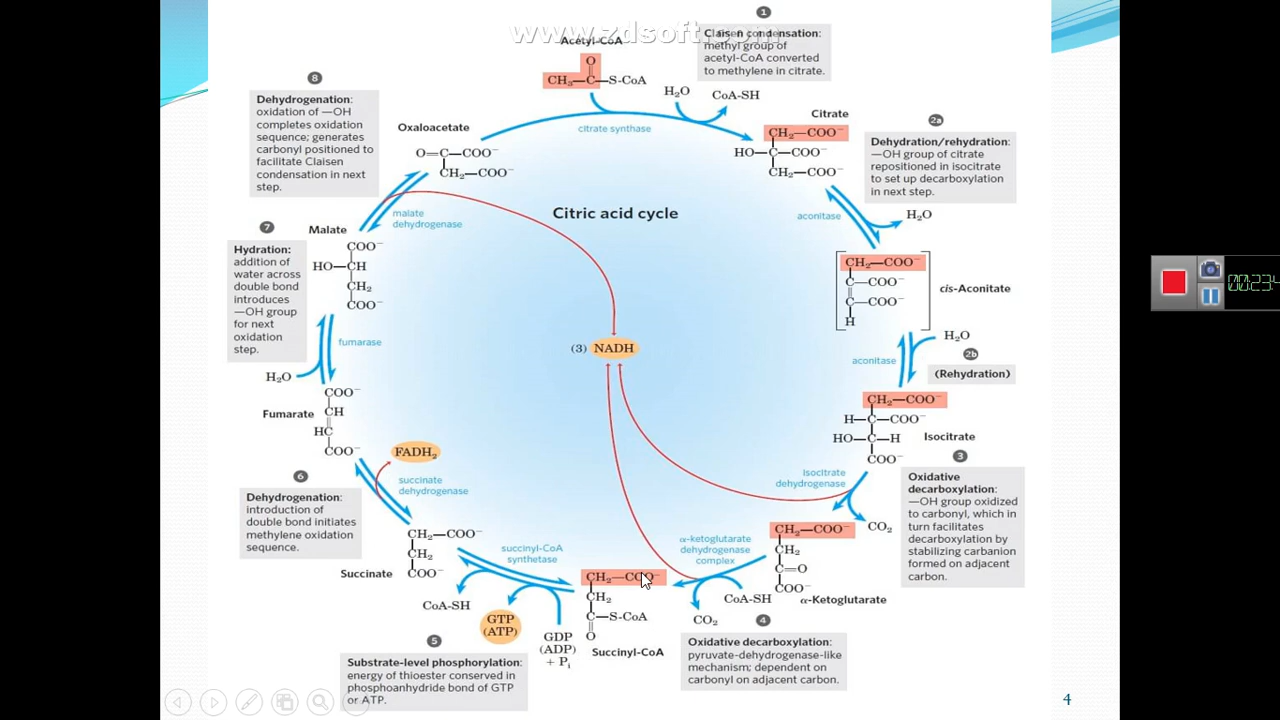 www.zdsoft.com
1
Claisen condensation:
methyl group of
acetyl-CoA converted
to methylene in citrate.
Acetyl-CoA
O
CH₃—C—S-CoA
H₂O
CoA-SH
citrate synthase
Citrate
CH₂—COO⁻
HO—C—COO⁻
CH₂—COO⁻
2a
Dehydration/rehydration:
—OH group of citrate
repositioned in isocitrate
to set up decarboxylation
in next step.
aconitase
H₂O
CH₂—COO⁻
C—COO⁻
C—COO⁻
H
cis-Aconitate
aconitase
H₂O
2b
(Rehydration)
CH₂—COO⁻
H—C—COO⁻
HO—C—H
COO⁻
Isocitrate
3
Oxidative
decarboxylation:
—OH group oxidized
to carbonyl, which in
turn facilitates
decarboxylation by
stabilizing carbanion
formed on adjacent
carbon.
Isocitrate
dehydrogenase
CO₂
CH₂—COO⁻
CH₂
C=O
COO⁻
α-Ketoglutarate
α-ketoglutarate
dehydrogenase
complex
CoA-SH
CO₂
4
Oxidative decarboxylation:
pyruvate-dehydrogenase-like
mechanism; dependent on
carbonyl on adjacent carbon.
CH₂—COO⁻
CH₂
C—S-CoA
O
Succinyl-CoA
succinyl-CoA
synthetase
GDP
(ADP)
+ Pᵢ
GTP
(ATP)
CoA-SH
5
Substrate-level phosphorylation:
energy of thioester conserved in
phosphoanhydride bond of GTP
or ATP.
CH₂—COO⁻
CH₂
COO⁻
Succinate
6
Dehydrogenation:
introduction of
double bond initiates
methylene oxidation
sequence.
succinate
dehydrogenase
FADH₂
COO⁻
CH
HC
COO⁻
Fumarate
H₂O
fumarase
7
Hydration:
addition of
water across
double bond
introduces
—OH group
for next
oxidation
step.
Malate
COO⁻
HO—CH
CH₂
COO⁻
malate
dehydrogenase
8
Dehydrogenation:
oxidation of —OH
completes oxidation
sequence; generates
carbonyl positioned to
facilitate Claisen
condensation in next
step.
Oxaloacetate
O=C—COO⁻
CH₂—COO⁻
Citric acid cycle
(3) NADH
4